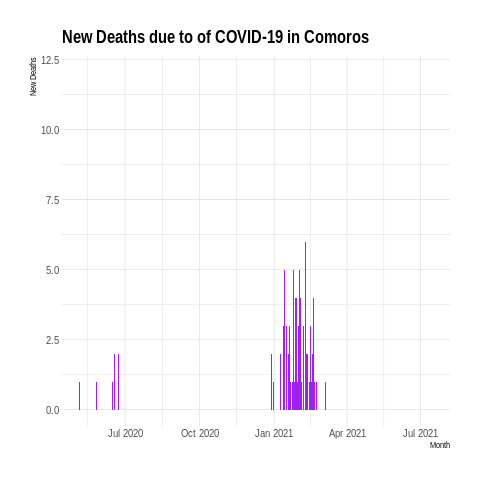 New Deaths due to of COVID-19 in Comoros
New Deaths
12.5
10.0
7.5
5.0
2.5
0.0
Jul 2020 Oct 2020 Jan 2021 Apr 2021 Jul 2021
Month